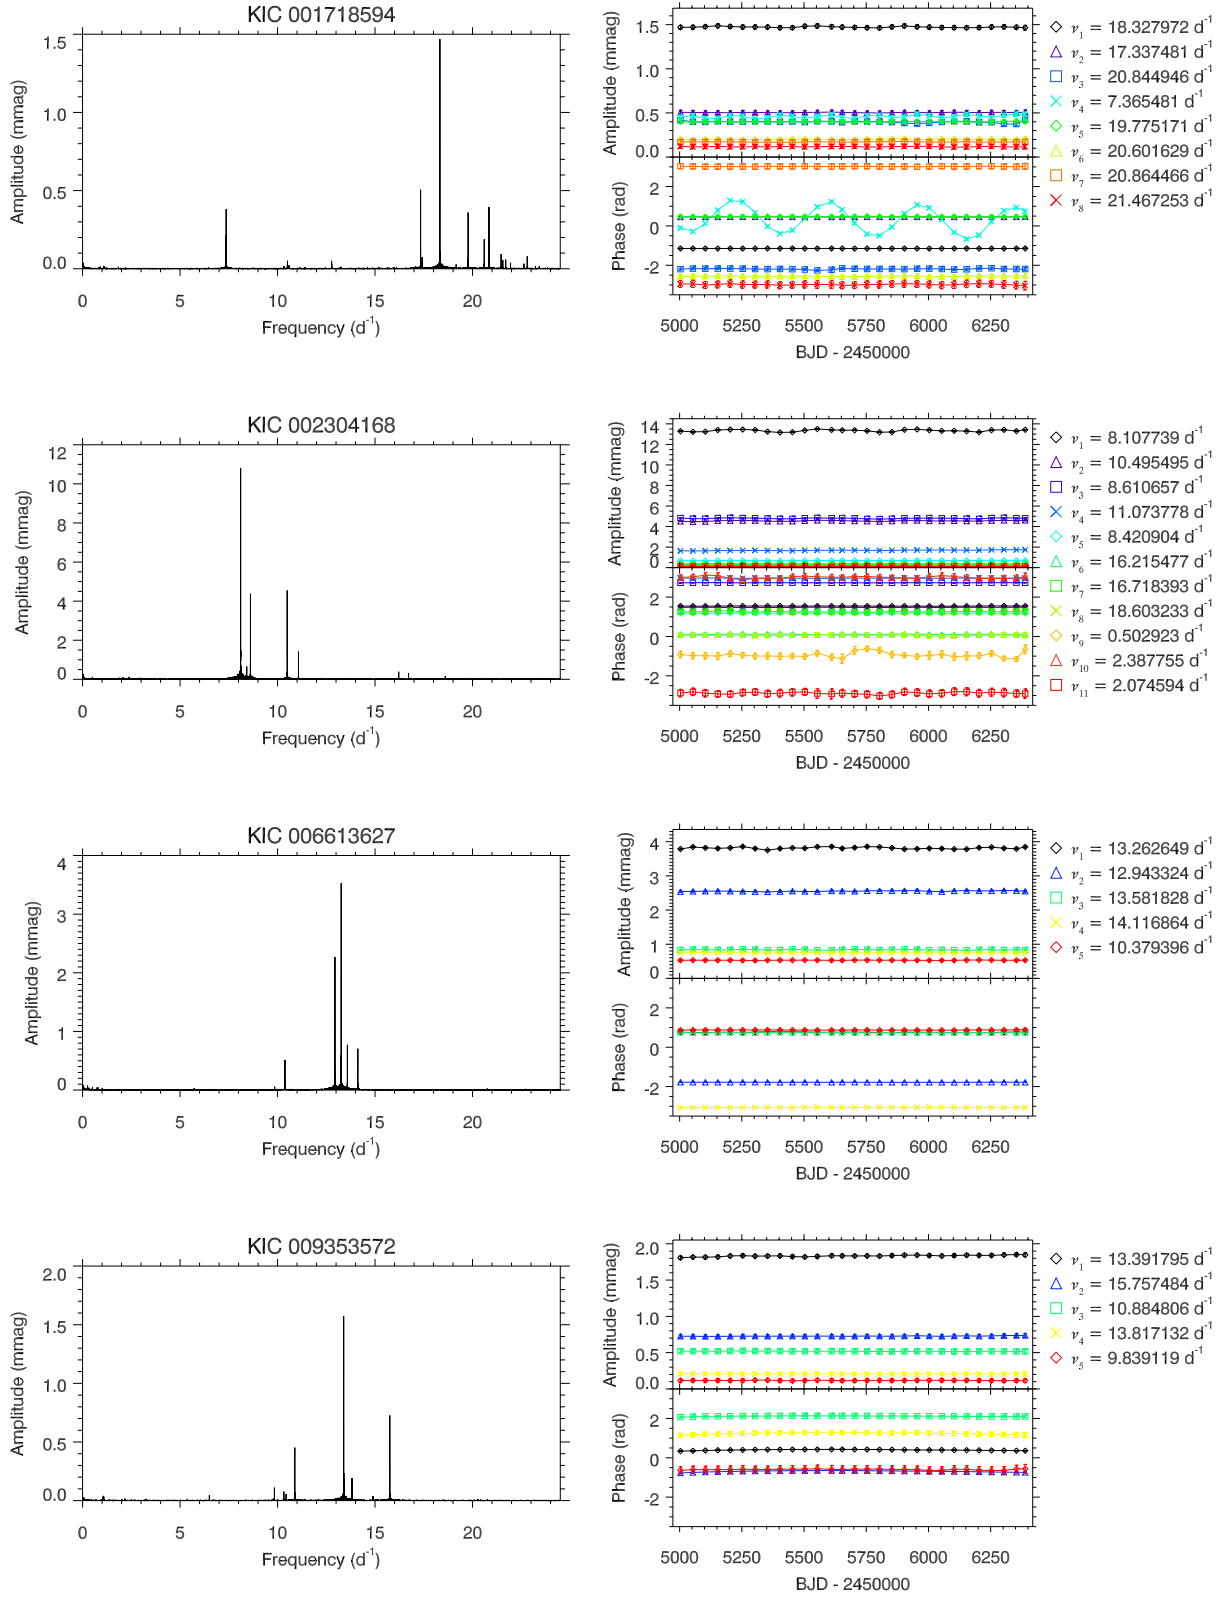 KIC 001718594
Amplitude (mmag)
1.5
1.0
0.5
0.0
0 5 10 15 20
Frequency (d⁻¹)
Amplitude (mmag)
1.5
1.0
0.5
0.0
Phase (rad)
2
0
-2
5000 5250 5500 5750 6000 6250
BJD - 2450000
ν₁ = 18.327972 d⁻¹
ν₂ = 17.337481 d⁻¹
ν₃ = 20.844946 d⁻¹
ν₄ = 7.365481 d⁻¹
ν₅ = 19.775171 d⁻¹
ν₆ = 20.601629 d⁻¹
ν₇ = 20.864466 d⁻¹
ν₈ = 21.467253 d⁻¹
KIC 002304168
Amplitude (mmag)
12
10
8
6
4
2
0
0 5 10 15 20
Frequency (d⁻¹)
Amplitude (mmag)
14
12
10
8
6
4
2
0
Phase (rad)
2
0
-2
5000 5250 5500 5750 6000 6250
BJD - 2450000
ν₁ = 8.107739 d⁻¹
ν₂ = 10.495495 d⁻¹
ν₃ = 8.610657 d⁻¹
ν₄ = 11.073778 d⁻¹
ν₅ = 8.420904 d⁻¹
ν₆ = 16.215477 d⁻¹
ν₇ = 16.718393 d⁻¹
ν₈ = 18.603233 d⁻¹
ν₉ = 0.502923 d⁻¹
ν₁₀ = 2.387755 d⁻¹
ν₁₁ = 2.074594 d⁻¹
KIC 006613627
Amplitude (mmag)
4
3
2
1
0
0 5 10 15 20
Frequency (d⁻¹)
Amplitude (mmag)
4
3
2
1
0
Phase (rad)
2
0
-2
5000 5250 5500 5750 6000 6250
BJD - 2450000
ν₁ = 13.262649 d⁻¹
ν₂ = 12.943324 d⁻¹
ν₃ = 13.581828 d⁻¹
ν₄ = 14.116864 d⁻¹
ν₅ = 10.379396 d⁻¹
KIC 009353572
Amplitude (mmag)
2.0
1.5
1.0
0.5
0.0
0 5 10 15 20
Frequency (d⁻¹)
Amplitude (mmag)
2.0
1.5
1.0
0.5
0.0
Phase (rad)
2
0
-2
5000 5250 5500 5750 6000 6250
BJD - 2450000
ν₁ = 13.391795 d⁻¹
ν₂ = 15.757484 d⁻¹
ν₃ = 10.884806 d⁻¹
ν₄ = 13.817132 d⁻¹
ν₅ = 9.839119 d⁻¹